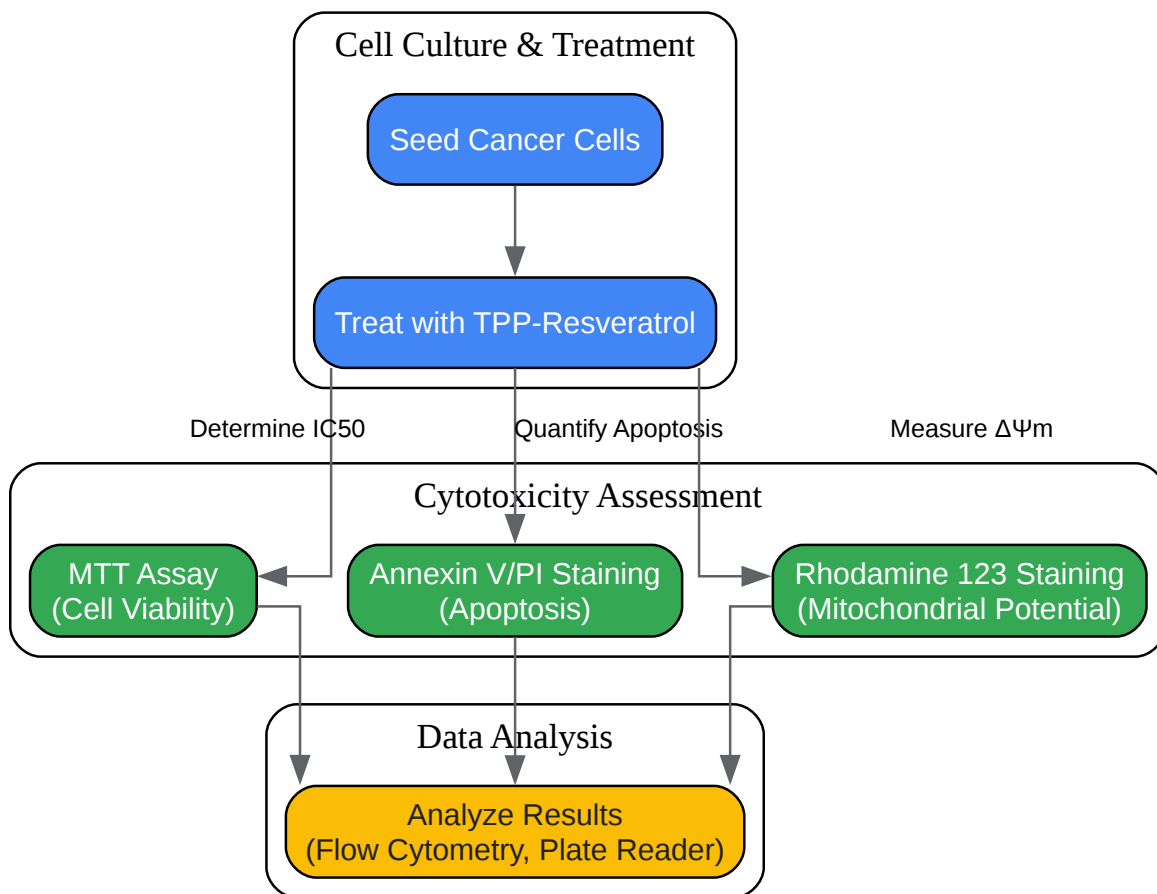 Cell Culture & Treatment
Seed Cancer Cells
Treat with TPP-Resveratrol
Determine IC50
Quantify Apoptosis
Measure ΔΨm
Cytotoxicity Assessment
MTT Assay
(Cell Viability)
Annexin V/PI Staining
(Apoptosis)
Rhodamine 123 Staining
(Mitochondrial Potential)
Data Analysis
Analyze Results
(Flow Cytometry, Plate Reader)